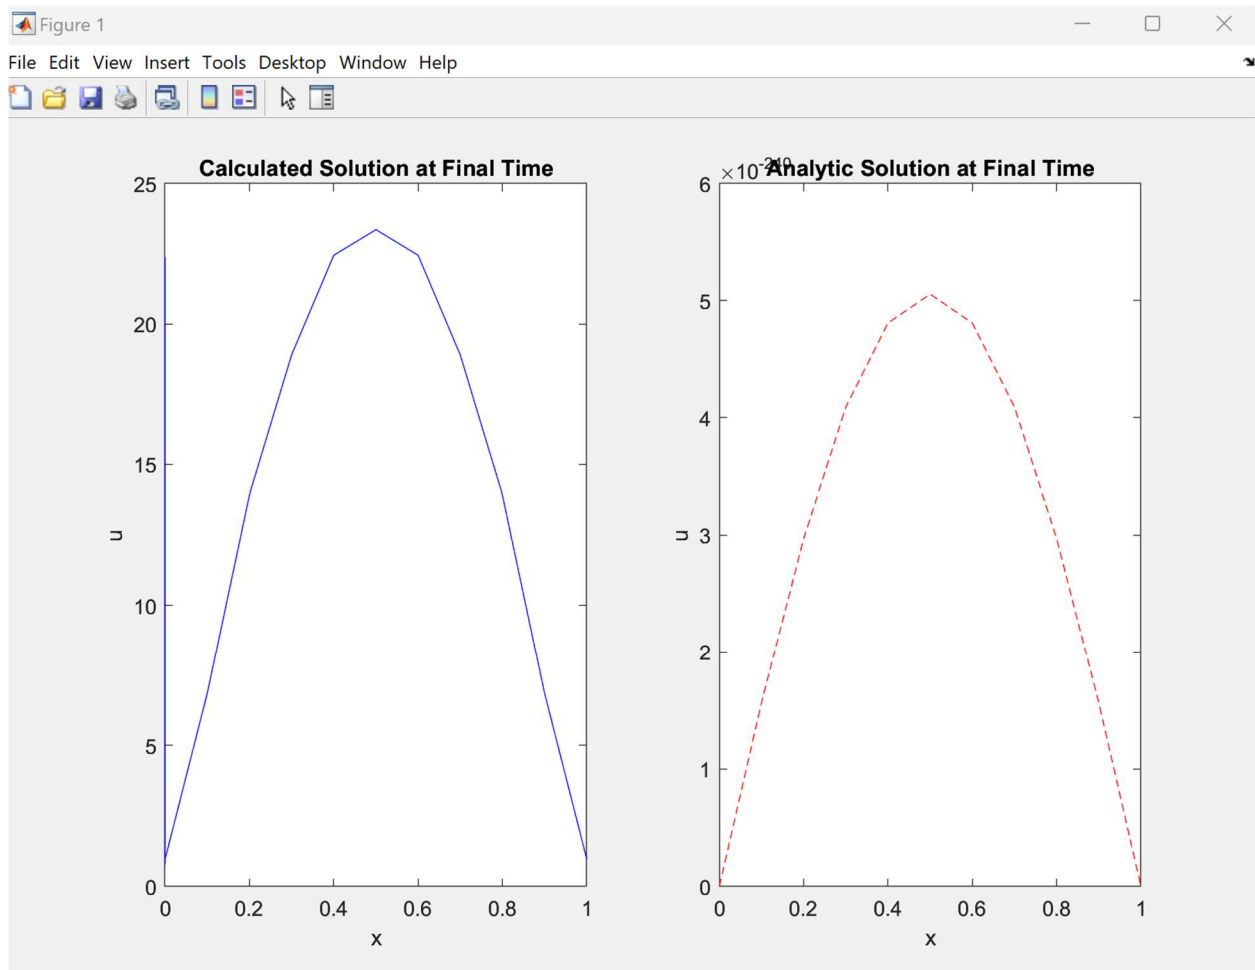 Figure 1
File Edit View Insert Tools Desktop Window Help
Calculated Solution at Final Time
25
20
15
10
5
0
0 0.2 0.4 0.6 0.8 1
x
u
×10^-240
Analytic Solution at Final Time
6
5
4
3
2
1
0
0 0.2 0.4 0.6 0.8 1
x
u